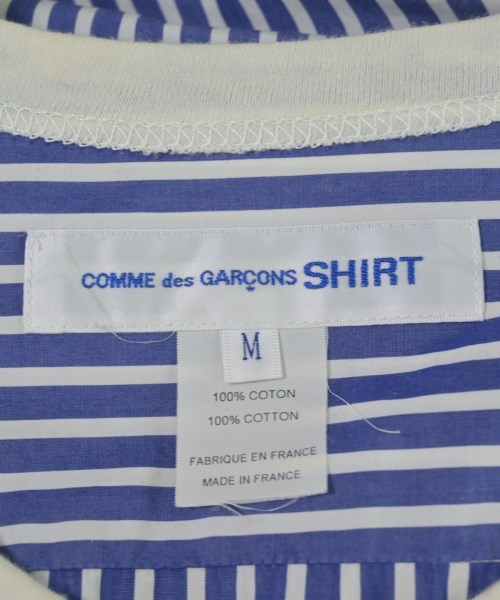 COMME des GARÇONS SHIRT
M
100% COTON
100% COTTON
FABRIQUE EN FRANCE
MADE IN FRANCE